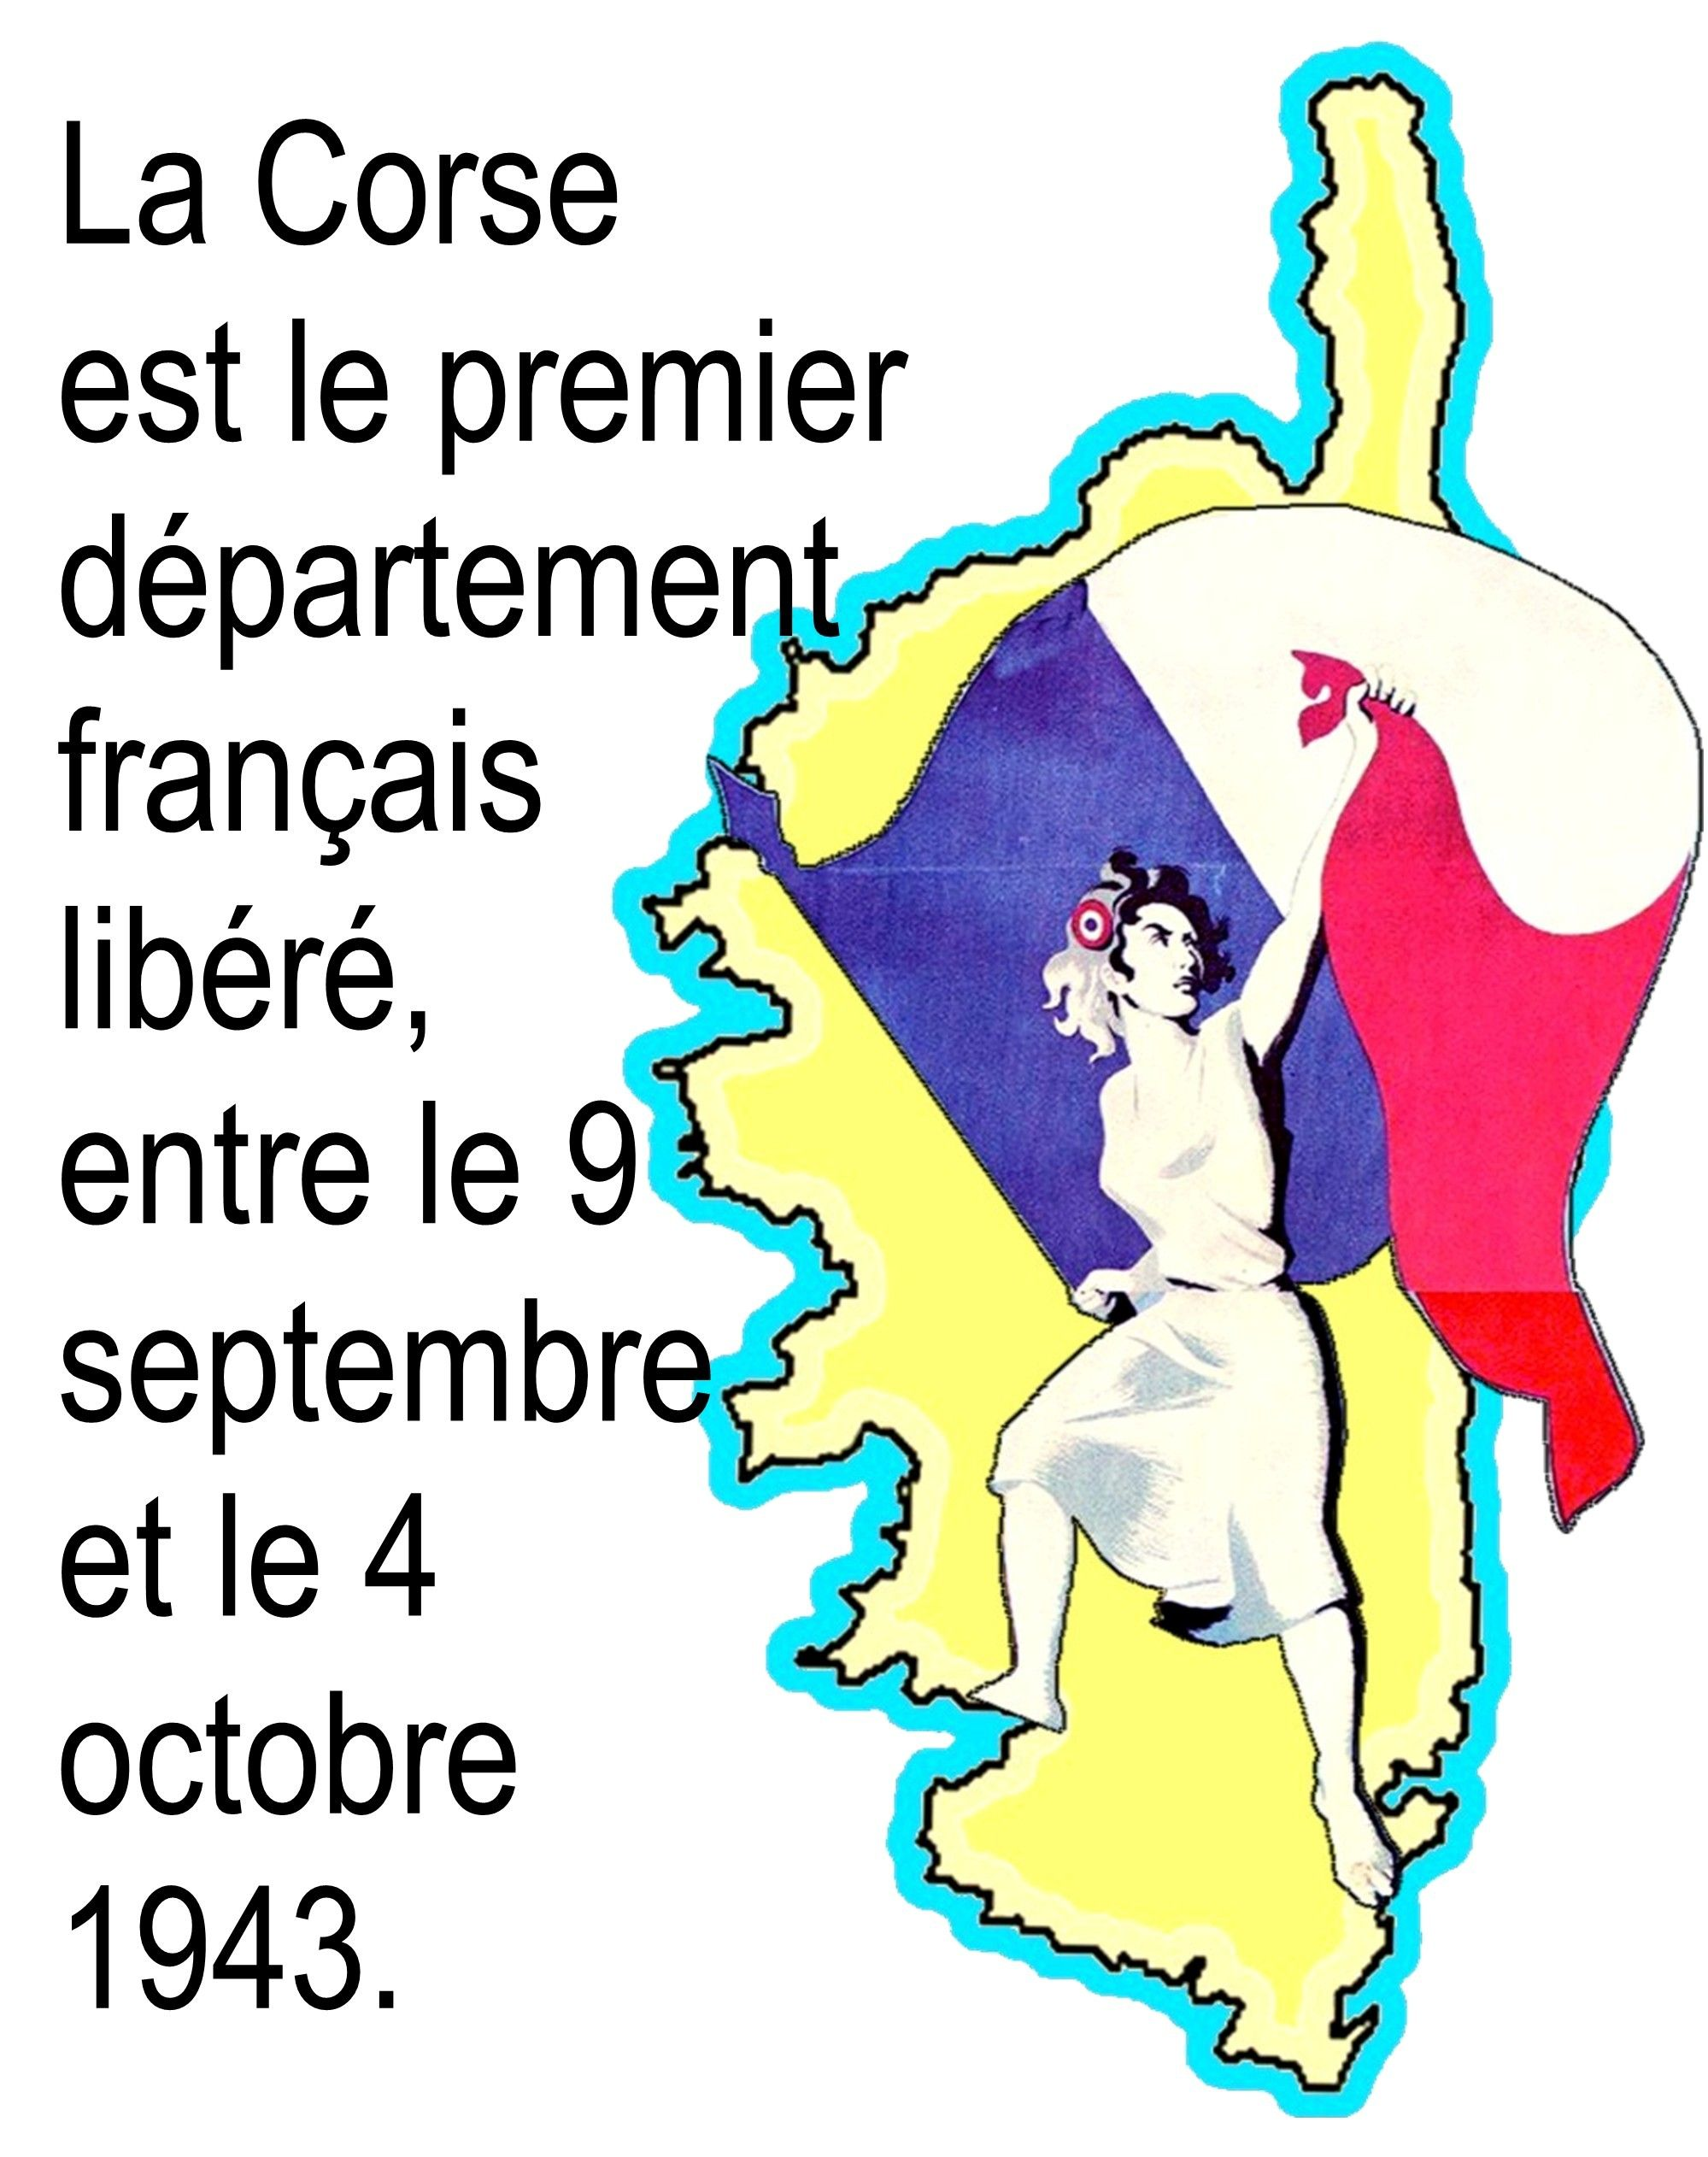 La Corse
est le premier
département
français
libéré,
entre le 9
septembre
et le 4
octobre
1943.